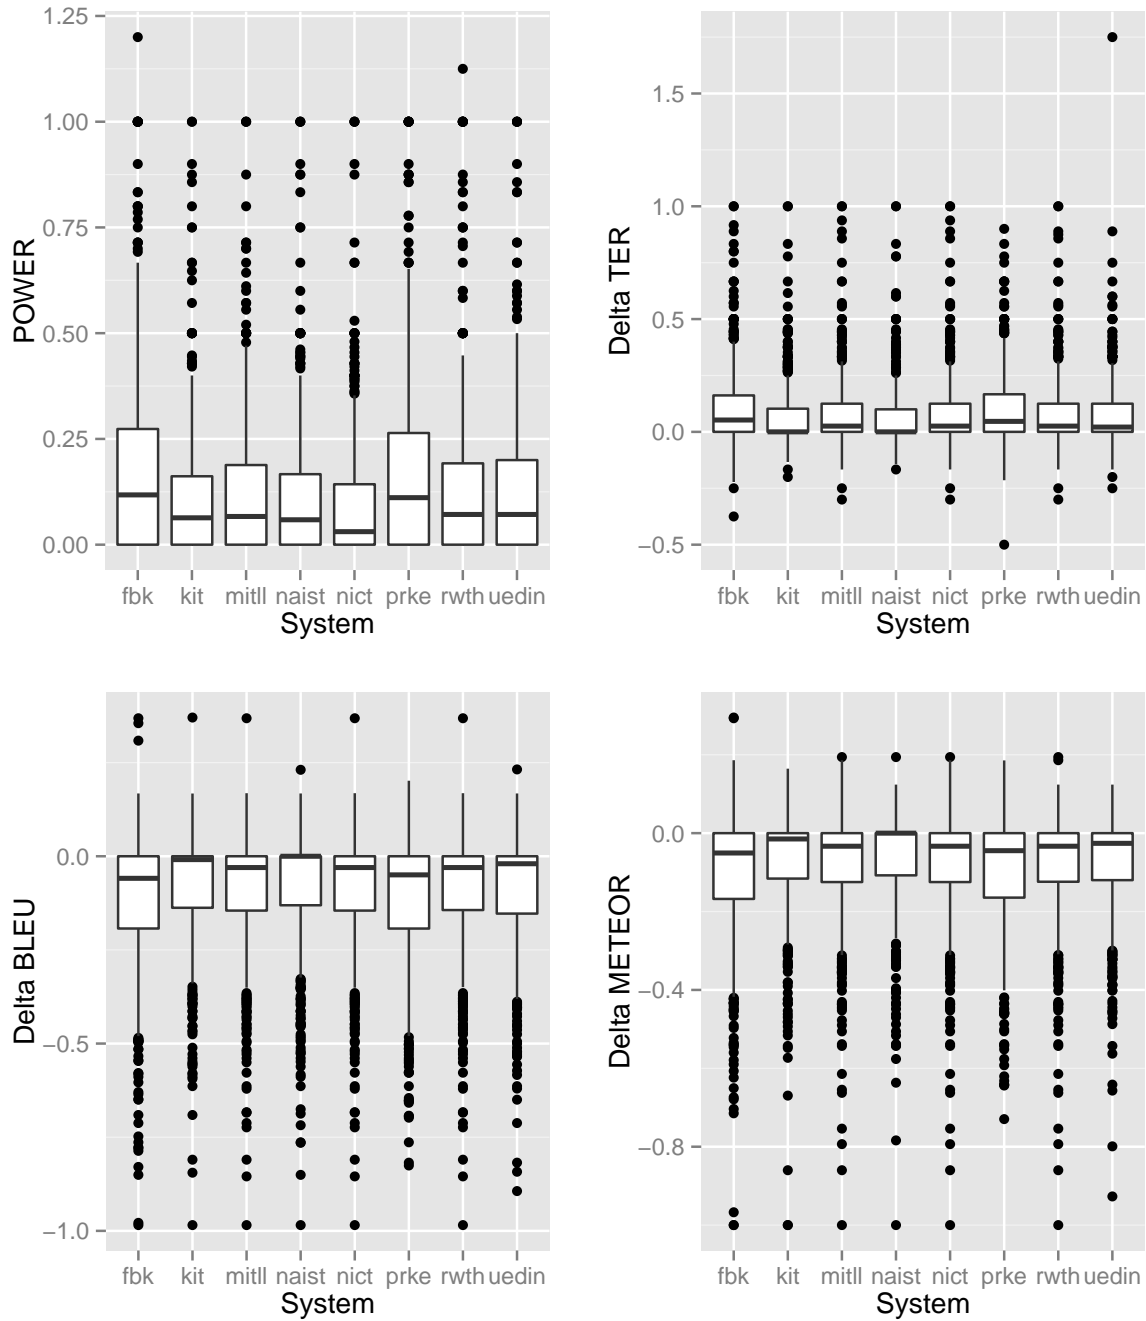 1.25
1.00
0.75
0.50
0.25
0.00
POWER
fbk kit mitll naist nict prke rwth uedin
System
1.5
1.0
0.5
0.0
−0.5
Delta TER
fbk kit mitll naist nict prke rwth uedin
System
0.0
−0.5
−1.0
Delta BLEU
fbk kit mitll naist nict prke rwth uedin
System
0.0
−0.4
−0.8
Delta METEOR
fbk kit mitll naist nict prke rwth uedin
System